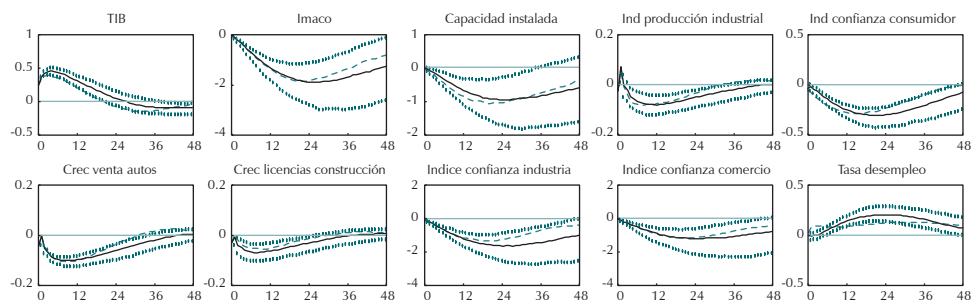 TIB
Imaco
Capacidad instalada
Ind producción industrial
Ind confianza consumidor
1
0.5
0
-0.5
0 12 24 36 48
0
-2
-4
0 12 24 36 48
1
0
-1
-2
0 12 24 36 48
0.2
0
-0.2
0 12 24 36 48
0.5
0
-0.5
0 12 24 36 48
Crec venta autos
Crec licencias construcción
Indice confianza industria
Indice confianza comercio
Tasa desempleo
0.2
0
-0.2
0 12 24 36 48
0.2
0
-0.2
0 12 24 36 48
2
0
-2
-4
0 12 24 36 48
2
0
-2
-4
0 12 24 36 48
0.5
0
-0.5
0 12 24 36 48